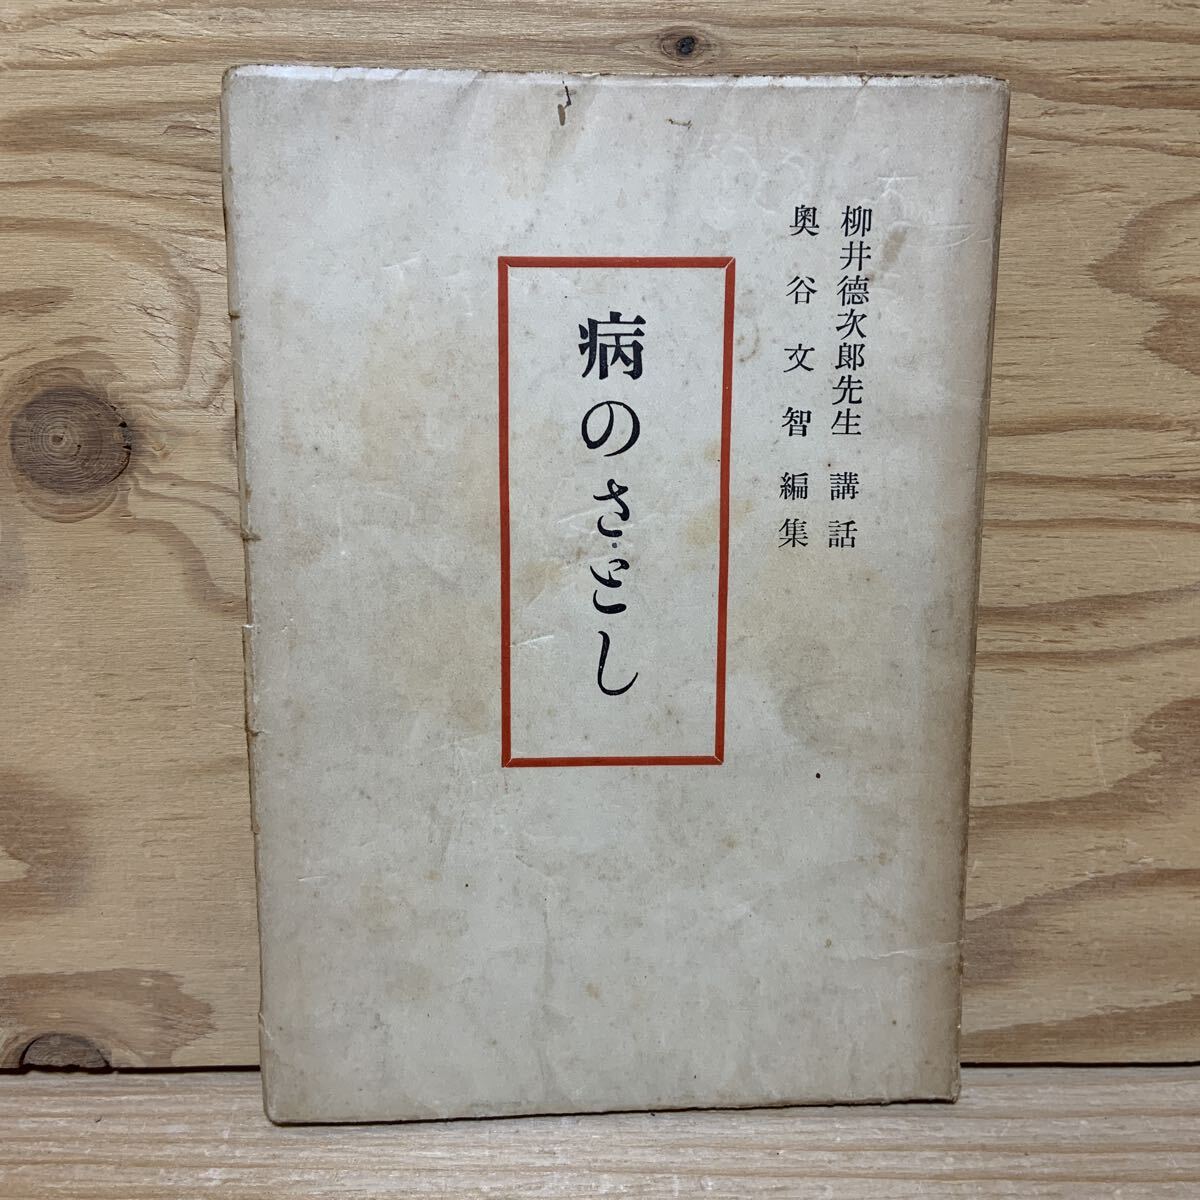 柳井德次郎先生 講話
奥谷文智 編集
病のさとし